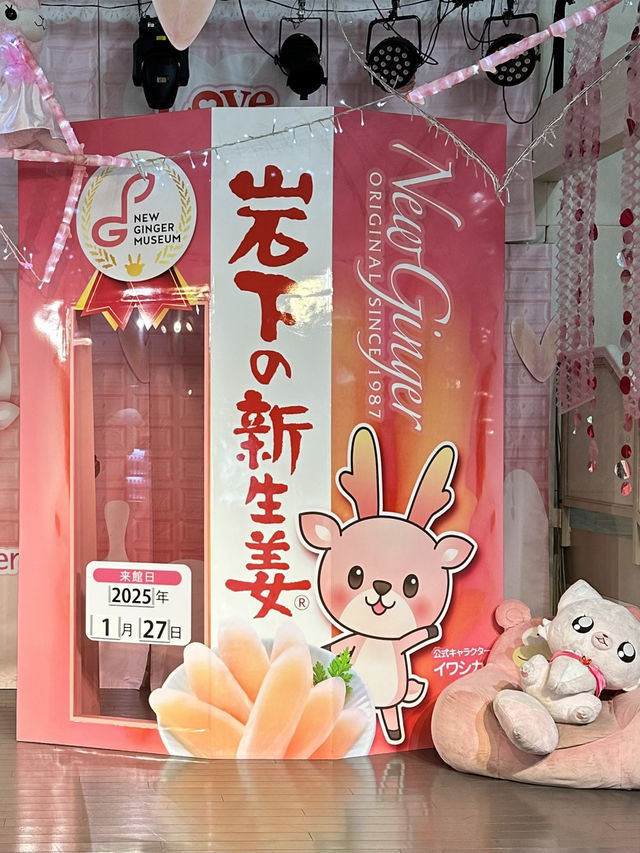 Love
NEW
GINGER
MUSEUM
岩下の新生姜®
New Ginger
ORIGINAL SINCE 1987
来館日
2025年
1月27日
公式キャラクター
イワシカ
er